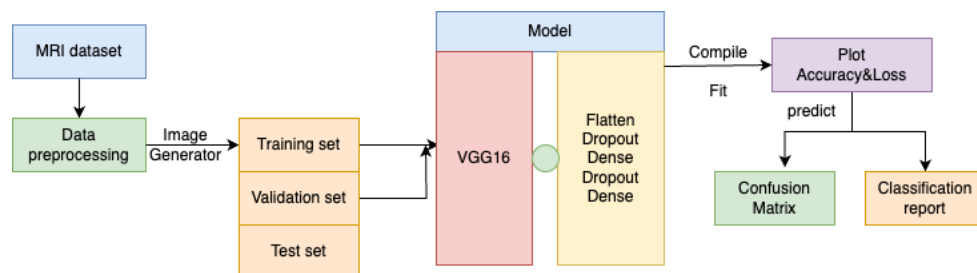 MRI dataset
Data
preprocessing
Image
Generator
Training set
Validation set
Test set
Model
VGG16
Flatten
Dropout
Dense
Dropout
Dense
Compile
Fit
Plot
Accuracy&Loss
predict
Confusion
Matrix
Classification
report